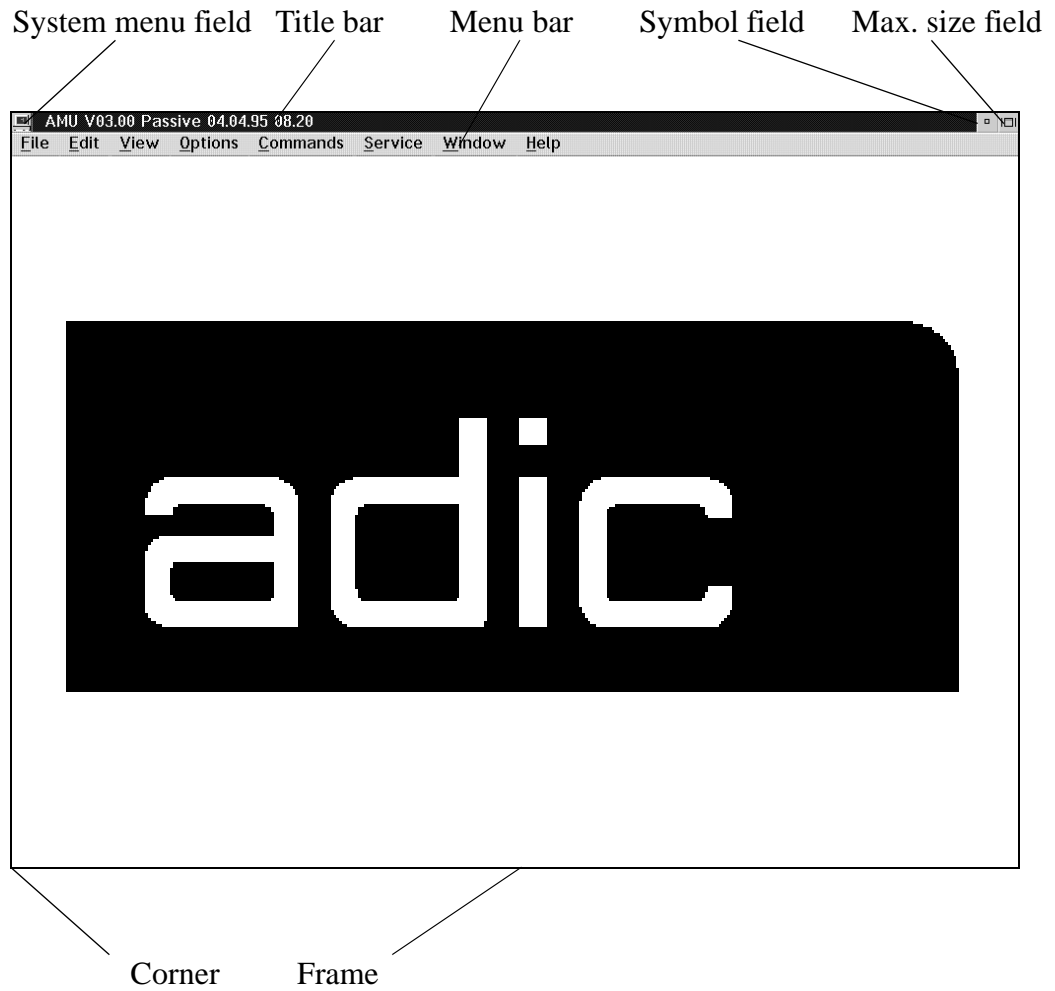 System menu field Title bar Menu bar Symbol field Max. size field
AMU V03.00 Passive 04.04.95 08.20
File Edit View Options Commands Service Window Help
adic
Corner Frame